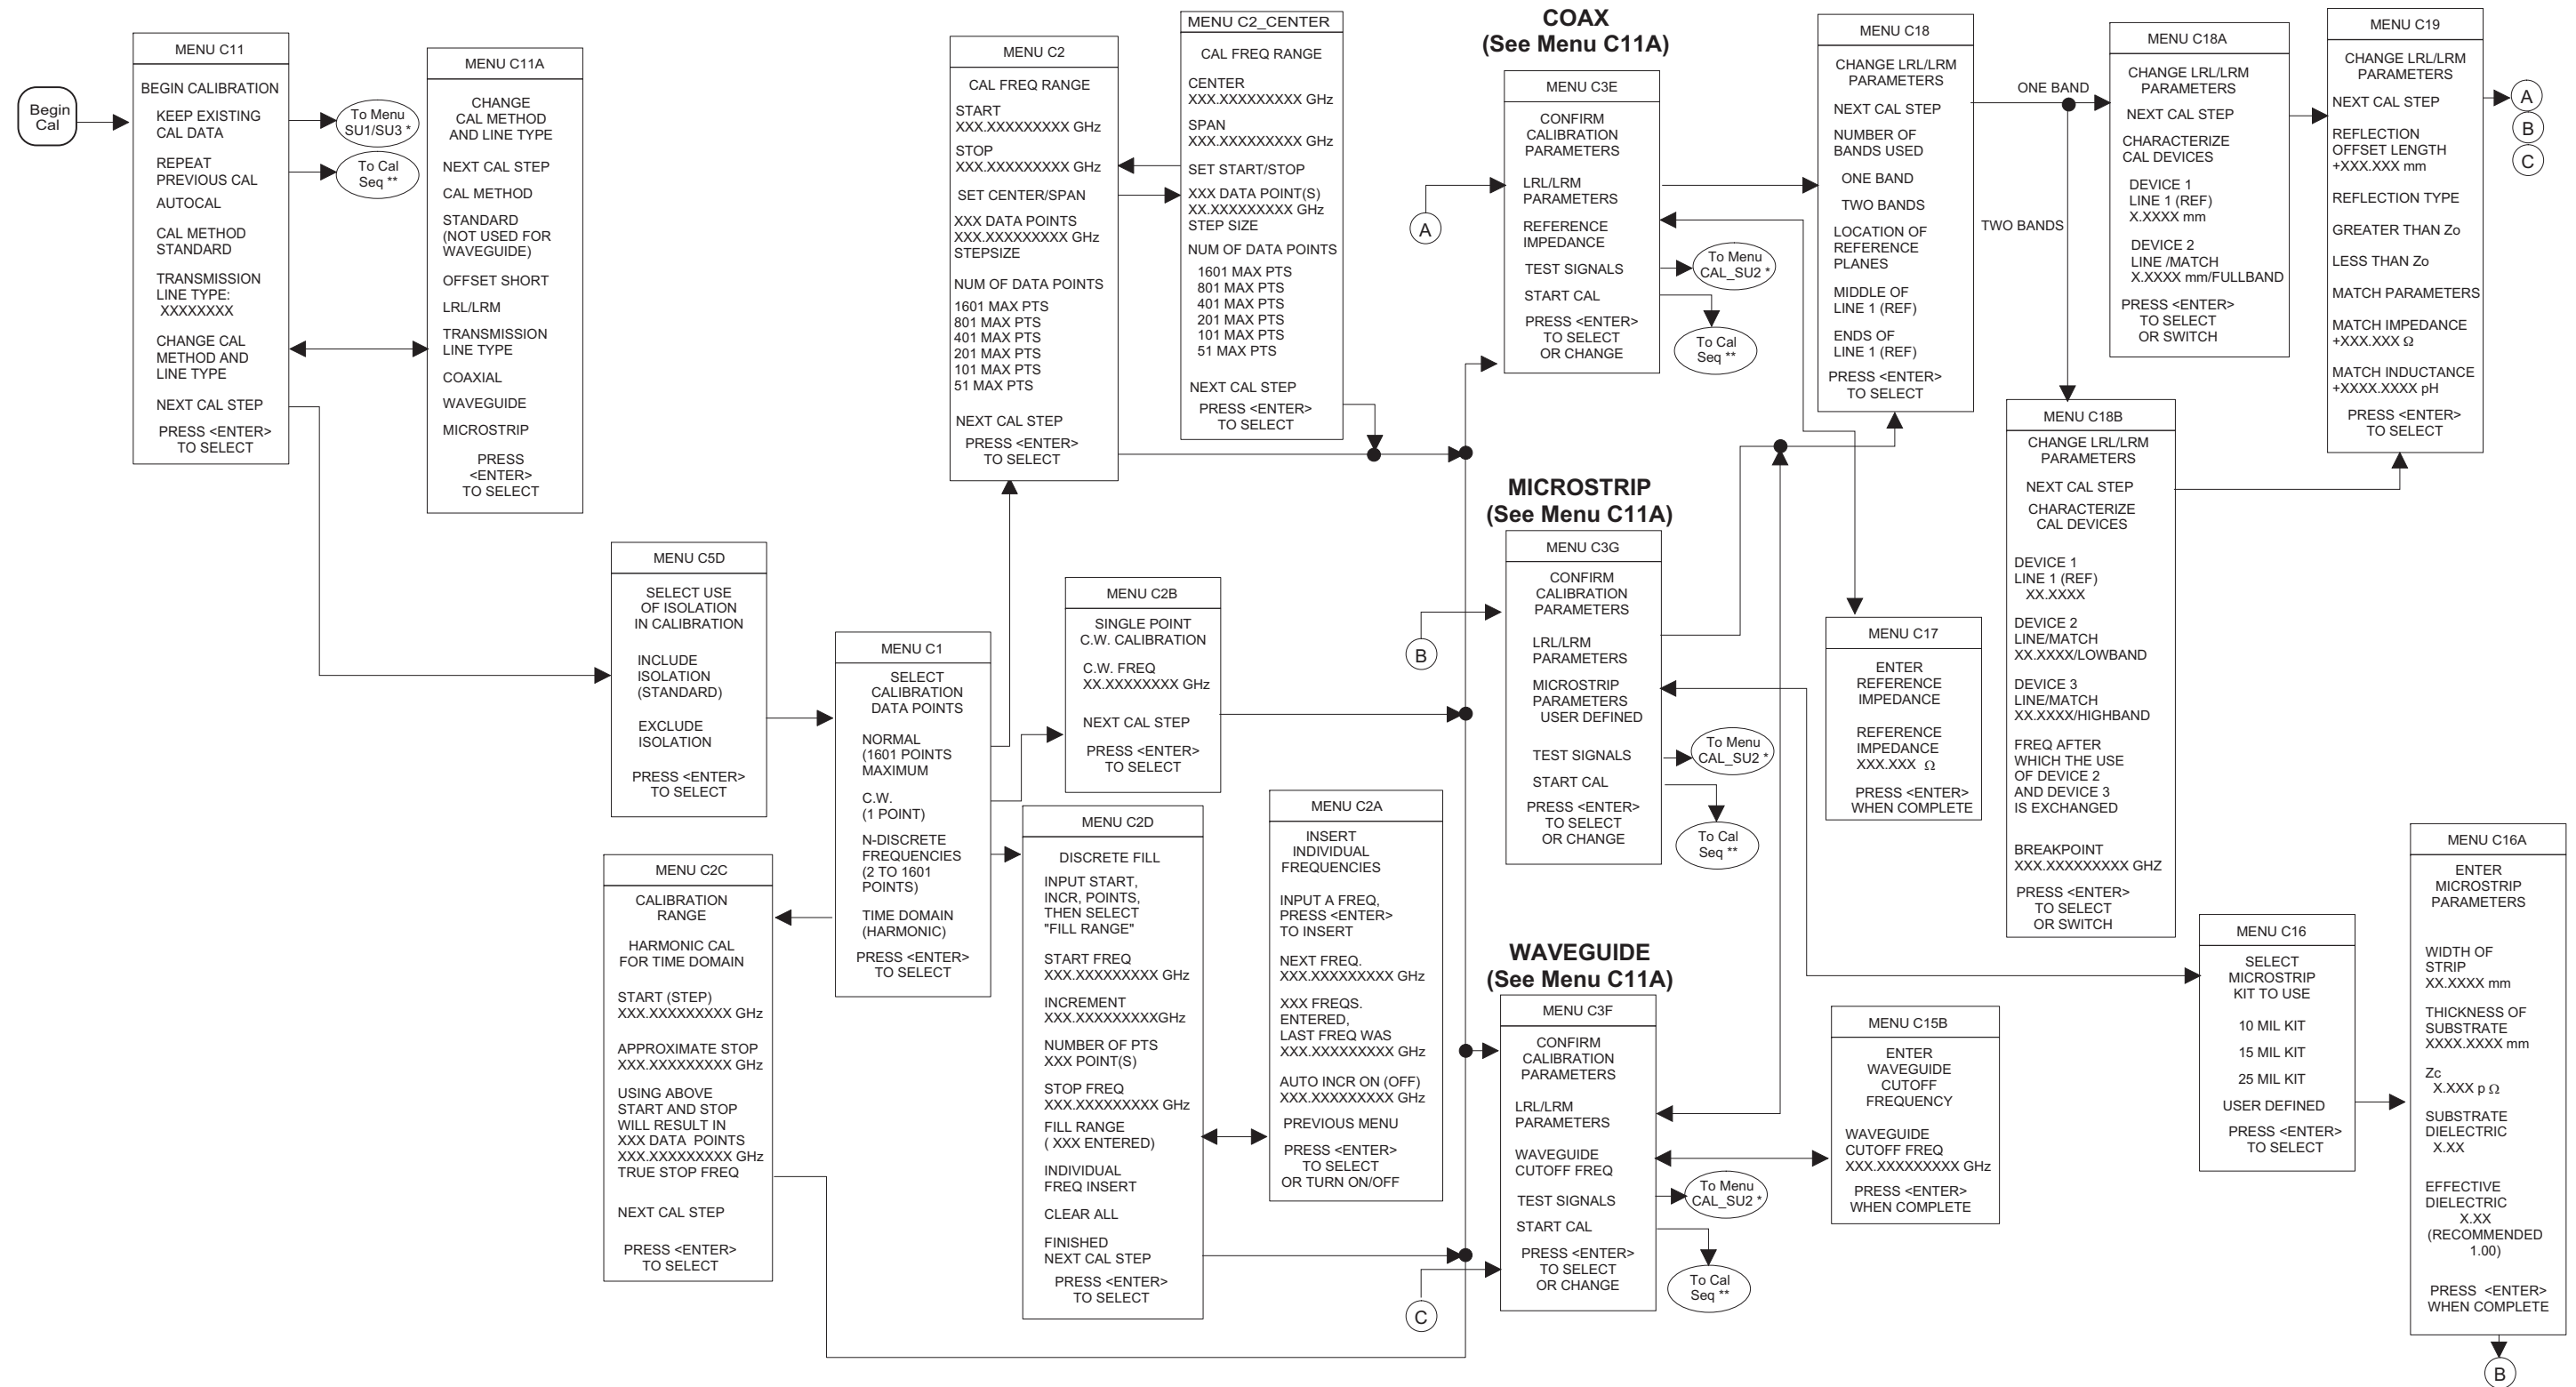 Begin
Cal
MENU C11
BEGIN CALIBRATION
KEEP EXISTING
CAL DATA
REPEAT
PREVIOUS CAL
AUTOCAL
CAL METHOD
STANDARD
TRANSMISSION
LINE TYPE:
XXXXXXXX
CHANGE CAL
METHOD AND
LINE TYPE
NEXT CAL STEP
PRESS <ENTER>
TO SELECT
To Menu
SU1/SU3 *
To Cal
Seq **
MENU C11A
CHANGE
CAL METHOD
AND LINE TYPE
NEXT CAL STEP
CAL METHOD
STANDARD
(NOT USED FOR
WAVEGUIDE)
OFFSET SHORT
LRL/LRM
TRANSMISSION
LINE TYPE
COAXIAL
WAVEGUIDE
MICROSTRIP
PRESS
<ENTER>
TO SELECT
MENU C5D
SELECT USE
OF ISOLATION
IN CALIBRATION
INCLUDE
ISOLATION
(STANDARD)
EXCLUDE
ISOLATION
PRESS <ENTER>
TO SELECT
MENU C1
SELECT
CALIBRATION
DATA POINTS
NORMAL
(1601 POINTS
MAXIMUM
C.W.
(1 POINT)
N-DISCRETE
FREQUENCIES
(2 TO 1601
POINTS)
TIME DOMAIN
(HARMONIC)
PRESS <ENTER>
TO SELECT
MENU C2C
CALIBRATION
RANGE
HARMONIC CAL
FOR TIME DOMAIN
START (STEP)
XXX.XXXXXXXXX GHz
APPROXIMATE STOP
XXX.XXXXXXXXX GHz
USING ABOVE
START AND STOP
WILL RESULT IN
XXX DATA POINTS
XXX.XXXXXXXXX GHz
TRUE STOP FREQ
NEXT CAL STEP
PRESS <ENTER>
TO SELECT
MENU C2
CAL FREQ RANGE
START
XXX.XXXXXXXXX GHz
STOP
XXX.XXXXXXXXX GHz
SET CENTER/SPAN
XXX DATA POINTS
XXX.XXXXXXXXX GHz
STEPSIZE
NUM OF DATA POINTS
1601 MAX PTS
801 MAX PTS
401 MAX PTS
201 MAX PTS
101 MAX PTS
51 MAX PTS
NEXT CAL STEP
PRESS <ENTER>
TO SELECT
MENU C2_CENTER
CAL FREQ RANGE
CENTER
XXX.XXXXXXXXX GHz
SPAN
XXX.XXXXXXXXX GHz
SET START/STOP
XXX DATA POINT(S)
XX.XXXXXXXXX GHz
STEP SIZE
NUM OF DATA POINTS
1601 MAX PTS
801 MAX PTS
401 MAX PTS
201 MAX PTS
101 MAX PTS
51 MAX PTS
NEXT CAL STEP
PRESS <ENTER>
TO SELECT
MENU C2B
SINGLE POINT
C.W. CALIBRATION
C.W. FREQ
XX.XXXXXXXX GHz
NEXT CAL STEP
PRESS <ENTER>
TO SELECT
MENU C2D
DISCRETE FILL
INPUT START,
INCR, POINTS,
THEN SELECT
"FILL RANGE"
START FREQ
XXX.XXXXXXXXX GHz
INCREMENT
XXX.XXXXXXXXXGHz
NUMBER OF PTS
XXX POINT(S)
STOP FREQ
XXX.XXXXXXXXX GHz
FILL RANGE
( XXX ENTERED)
INDIVIDUAL
FREQ INSERT
CLEAR ALL
FINISHED
NEXT CAL STEP
PRESS <ENTER>
TO SELECT
MENU C2A
INSERT
INDIVIDUAL
FREQUENCIES
INPUT A FREQ,
PRESS <ENTER>
TO INSERT
NEXT FREQ.
XXX.XXXXXXXXX GHz
XXX FREQS.
ENTERED,
LAST FREQ WAS
XXX.XXXXXXXXX GHz
AUTO INCR ON (OFF)
XXX.XXXXXXXXX GHz
PREVIOUS MENU
PRESS <ENTER>
TO SELECT
OR TURN ON/OFF
COAX
(See Menu C11A)
MENU C3E
CONFIRM
CALIBRATION
PARAMETERS
LRL/LRM
PARAMETERS
REFERENCE
IMPEDANCE
TEST SIGNALS
START CAL
PRESS <ENTER>
TO SELECT
OR CHANGE
A
To Menu
CAL_SU2 *
To Cal
Seq **
MICROSTRIP
(See Menu C11A)
MENU C3G
CONFIRM
CALIBRATION
PARAMETERS
LRL/LRM
PARAMETERS
MICROSTRIP
PARAMETERS
USER DEFINED
TEST SIGNALS
START CAL
PRESS <ENTER>
TO SELECT
OR CHANGE
B
To Menu
CAL_SU2 *
To Cal
Seq **
WAVEGUIDE
(See Menu C11A)
MENU C3F
CONFIRM
CALIBRATION
PARAMETERS
LRL/LRM
PARAMETERS
WAVEGUIDE
CUTOFF FREQ
TEST SIGNALS
START CAL
PRESS <ENTER>
TO SELECT
OR CHANGE
C
To Menu
CAL_SU2 *
To Cal
Seq **
MENU C18
CHANGE LRL/LRM
PARAMETERS
NEXT CAL STEP
NUMBER OF
BANDS USED
ONE BAND
TWO BANDS
LOCATION OF
REFERENCE
PLANES
MIDDLE OF
LINE 1 (REF)
ENDS OF
LINE 1 (REF)
PRESS <ENTER>
TO SELECT
ONE BAND
TWO BANDS
MENU C17
ENTER
REFERENCE
IMPEDANCE
REFERENCE
IMPEDANCE
XXX.XXX Ω
PRESS <ENTER>
WHEN COMPLETE
MENU C15B
ENTER
WAVEGUIDE
CUTOFF
FREQUENCY
WAVEGUIDE
CUTOFF FREQ
XXX.XXXXXXXXX GHz
PRESS <ENTER>
WHEN COMPLETE
MENU C18A
CHANGE LRL/LRM
PARAMETERS
NEXT CAL STEP
CHARACTERIZE
CAL DEVICES
DEVICE 1
LINE 1 (REF)
X.XXXX mm
DEVICE 2
LINE /MATCH
X.XXXX mm/FULLBAND
PRESS <ENTER>
TO SELECT
OR SWITCH
MENU C18B
CHANGE LRL/LRM
PARAMETERS
NEXT CAL STEP
CHARACTERIZE
CAL DEVICES
DEVICE 1
LINE 1 (REF)
XX.XXXX
DEVICE 2
LINE/MATCH
XX.XXXX/LOWBAND
DEVICE 3
LINE/MATCH
XX.XXXX/HIGHBAND
FREQ AFTER
WHICH THE USE
OF DEVICE 2
AND DEVICE 3
IS EXCHANGED
BREAKPOINT
XXX.XXXXXXXXX GHZ
PRESS <ENTER>
TO SELECT
OR SWITCH
MENU C19
CHANGE LRL/LRM
PARAMETERS
NEXT CAL STEP
REFLECTION
OFFSET LENGTH
+XXX.XXX mm
REFLECTION TYPE
GREATER THAN Zo
LESS THAN Zo
MATCH PARAMETERS
MATCH IMPEDANCE
+XXX.XXX Ω
MATCH INDUCTANCE
+XXXX.XXXX pH
PRESS <ENTER>
TO SELECT
A
B
C
MENU C16
SELECT
MICROSTRIP
KIT TO USE
10 MIL KIT
15 MIL KIT
25 MIL KIT
USER DEFINED
PRESS <ENTER>
TO SELECT
MENU C16A
ENTER
MICROSTRIP
PARAMETERS
WIDTH OF
STRIP
XX.XXXX mm
THICKNESS OF
SUBSTRATE
XXXX.XXXX mm
Zc
X.XXX p Ω
SUBSTRATE
DIELECTRIC
X.XX
EFFECTIVE
DIELECTRIC
X.XX
(RECOMMENDED
1.00)
PRESS <ENTER>
WHEN COMPLETE
B